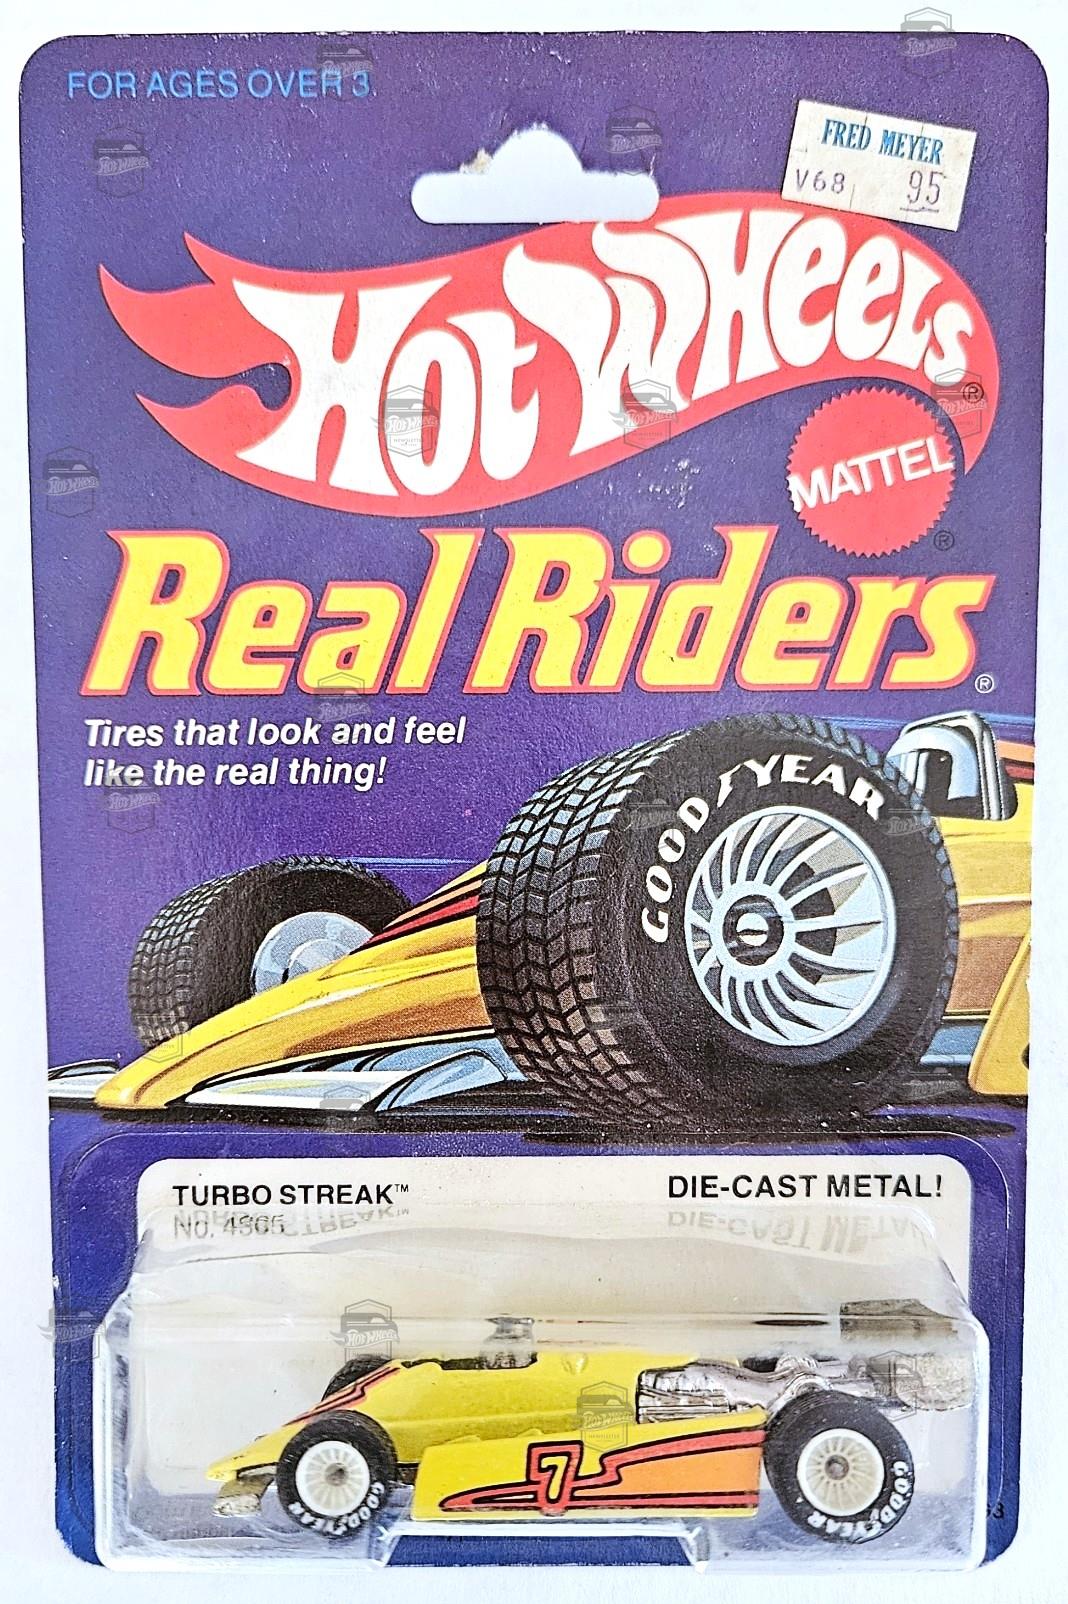 FOR AGES OVER 3
FRED MEYER
V68 95
HOT WHEELS ®
MATTEL ®
Real Riders ®
Tires that look and feel
like the real thing!
GOODYEAR
TURBO STREAK™
DIE-CAST METAL!
No.
7
GOODYEAR
GOODYEAR